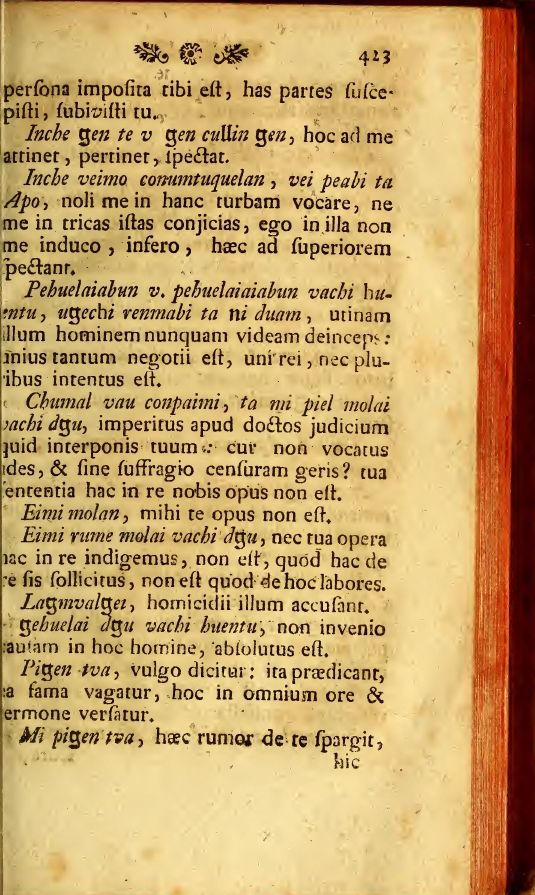 423
perſona impoſita tibi eſt, has partes ſuſce-
piſti, ſubiviſti tu.
Inche gen te v gen cullin gen, hoc ad me
attinet, pertinet, ſpectat.
Inche veimo conumtuquelan, vei peabi ta
Apo, noli me in hanc turbam vocare, ne
me in tricas iſtas conjicias, ego in illa non
me induco, infero, hæc ad ſuperiorem
ſpectant.
Pehuelaiabun v. pehuelaiaiabun vachi hu-
entu, ugechi renmabi ta ni duam, utinam
illum hominem nunquam videam deinceps:
unius tantum negotii eſt, uni rei, nec plu-
ribus intentus eſt.
Chumal vau conpaimi, ta mi piel molai
vachi dgu, imperitus apud doctos judicium
quid interponis tuum: cur non vocatus
ides, & ſine ſuffragio cenſuram geris? tua
ſententia hac in re nobis opus non eſt.
Eimi molan, mihi te opus non eſt.
Eimi rume molai vachi dgu, nec tua opera
hac in re indigemus, non eſt, quod hac de
re ſis ſollicitus, non eſt quod de hoc labores.
Lagmvalgei, homicidii illum accuſant.
gehuelai dgu vachi huentu, non invenio
cauſam in hoc homine, abſolutus eſt.
Pigen tva, vulgo dicitur: ita prædicant,
ea fama vagatur, hoc in omnium ore &
ſermone verſatur.
Mi pigen tva, hæc rumor de te ſpargit,
hic